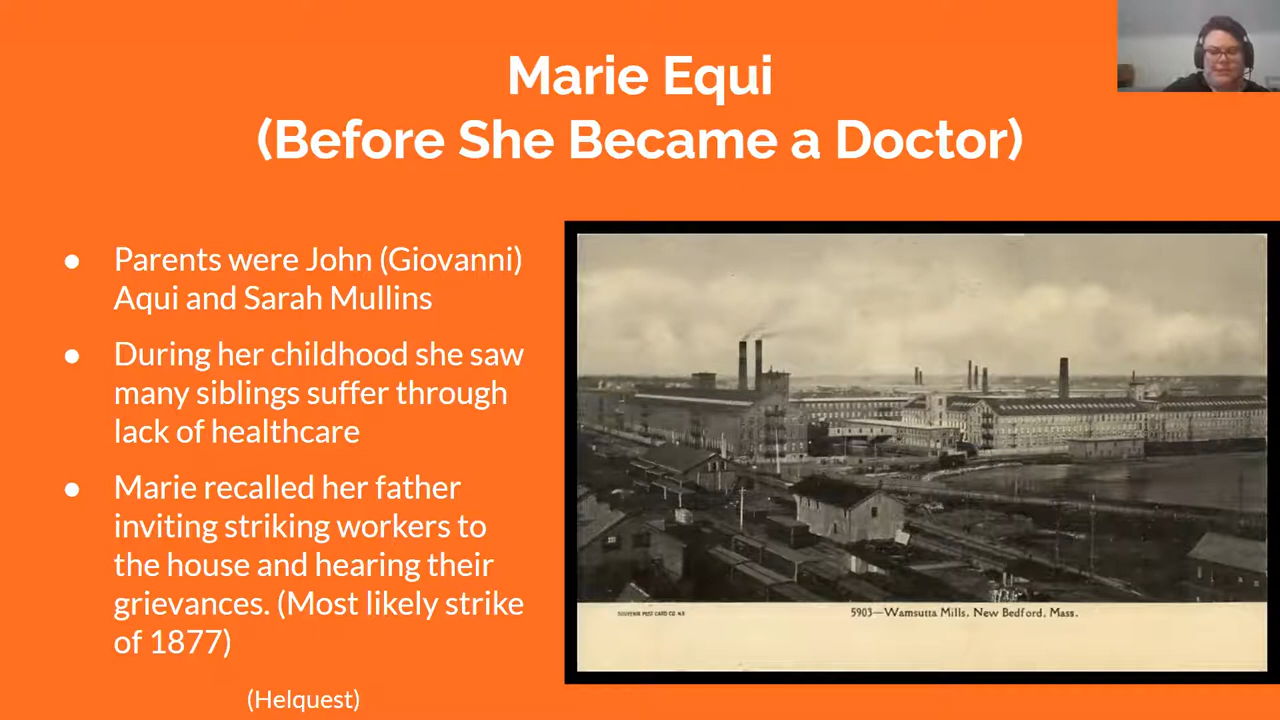 Marie Equi
(Before She Became a Doctor)
● Parents were John (Giovanni)
Aqui and Sarah Mullins
● During her childhood she saw
many siblings suffer through
lack of healthcare
● Marie recalled her father
inviting striking workers to
the house and hearing their
grievances. (Most likely strike
of 1877)
(Helquest)
SOUVENIR POST CARD CO. N.Y.
5903—Wamsutta Mills, New Bedford, Mass.